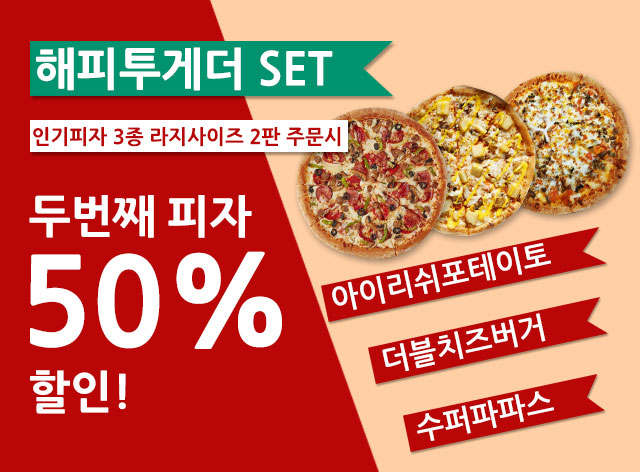 해피투게더 SET
인기피자 3종 라지사이즈 2판 주문시
두번째 피자
50%
할인!
아이리쉬포테이토
더블치즈버거
수퍼파파스